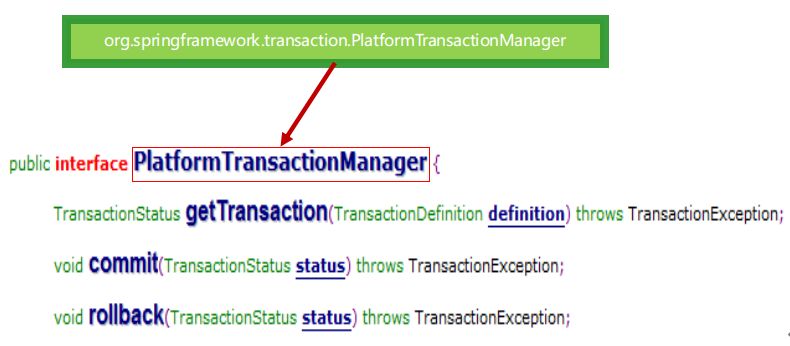 org.springframework.transaction.PlatformTransactionManager
public interface PlatformTransactionManager {
TransactionStatus getTransaction(TransactionDefinition definition) throws TransactionException;
void commit(TransactionStatus status) throws TransactionException;
void rollback(TransactionStatus status) throws TransactionException;